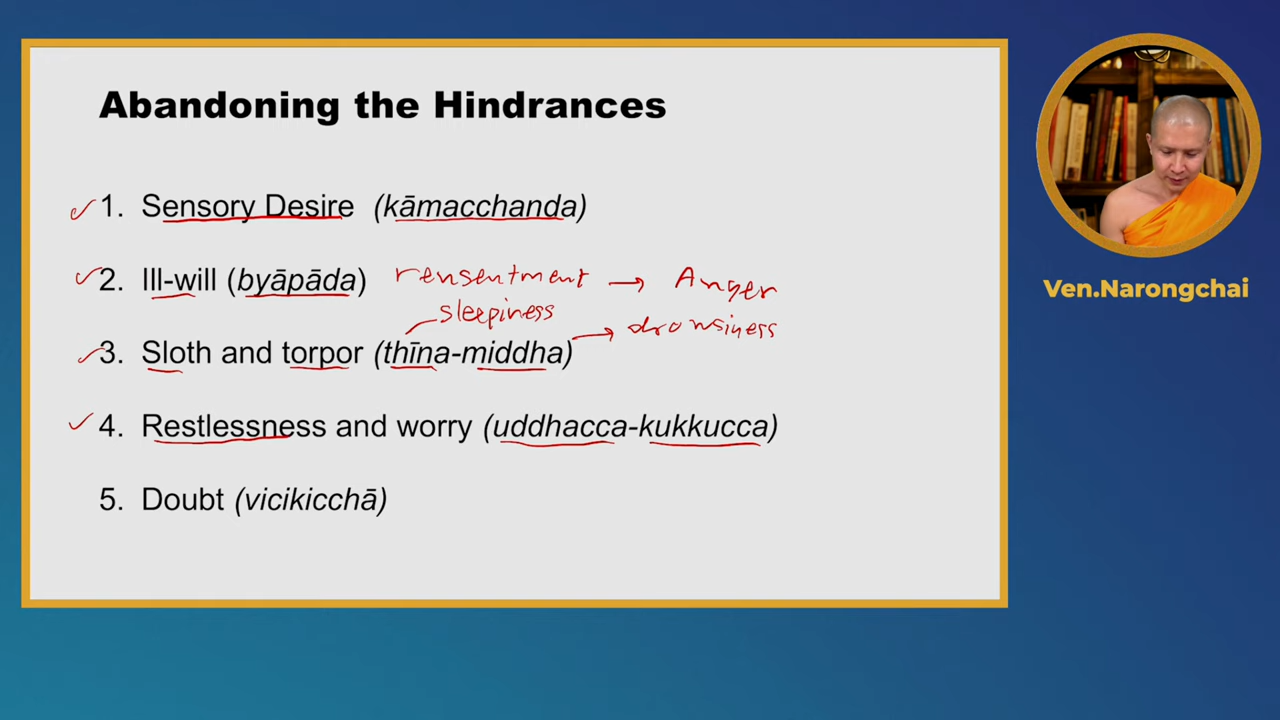 Abandoning the Hindrances
1. Sensory Desire (kāmacchanda)
2. Ill-will (byāpāda) rensentment → Anger
sleepiness
drowsiness
3. Sloth and torpor (thīna-middha)
4. Restlessness and worry (uddhacca-kukkucca)
5. Doubt (vicikicchā)
Ven.Narongchai